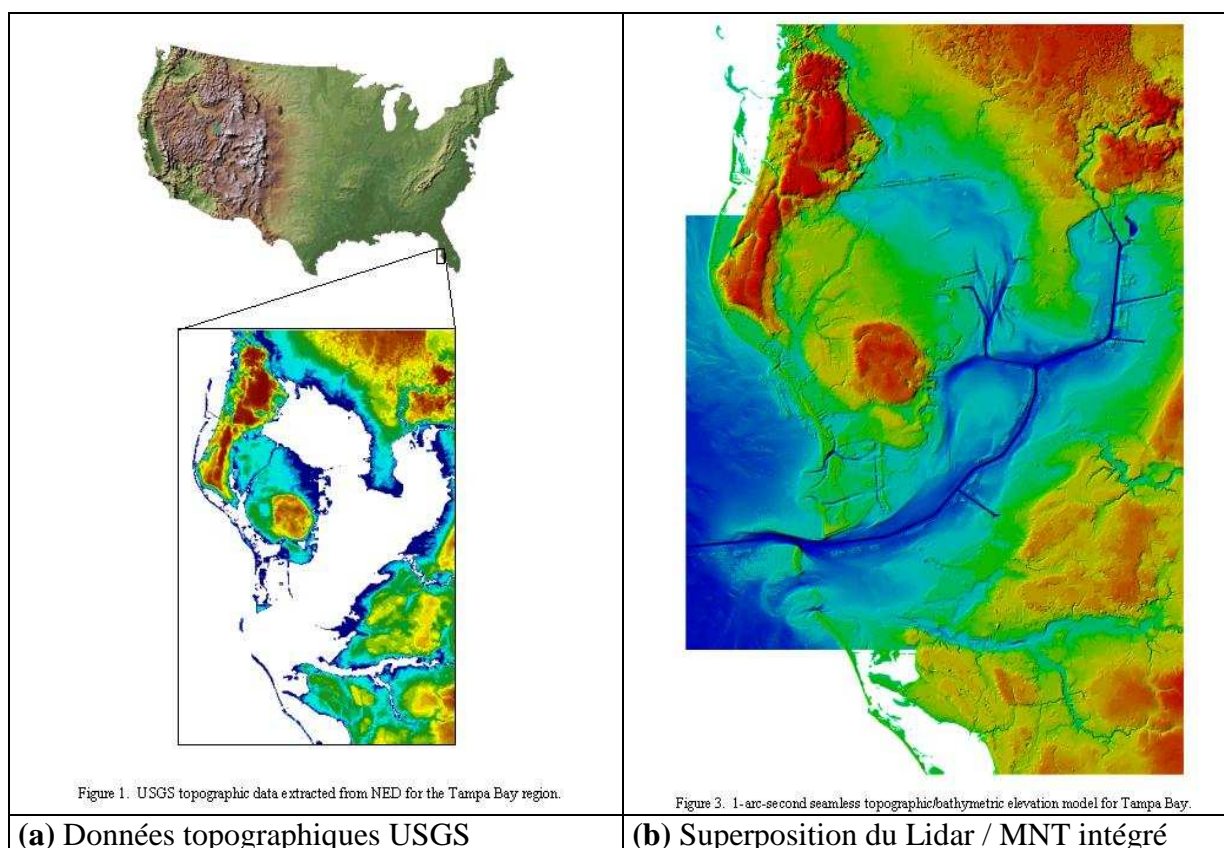 Figure 1. USGS topographic data extracted from NED for the Tampa Bay region.
(a) Données topographiques USGS
Figure 3. 1-arc-second seamless topographic/bathymetric elevation model for Tampa Bay.
(b) Superposition du Lidar / MNT intégré